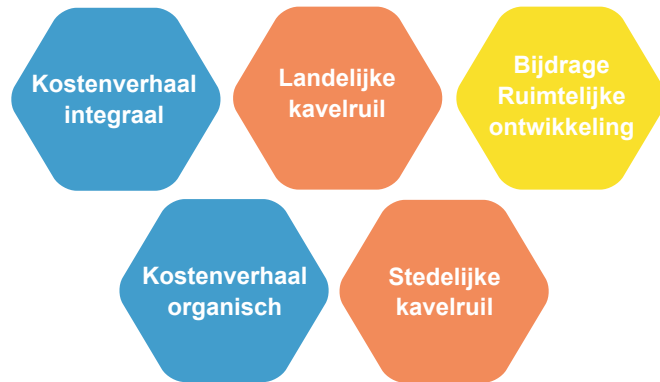 Kostenverhaal
integraal
Landelijke
kavelruil
Bijdrage
Ruimtelijke
ontwikkeling
Kostenverhaal
organisch
Stedelijke
kavelruil